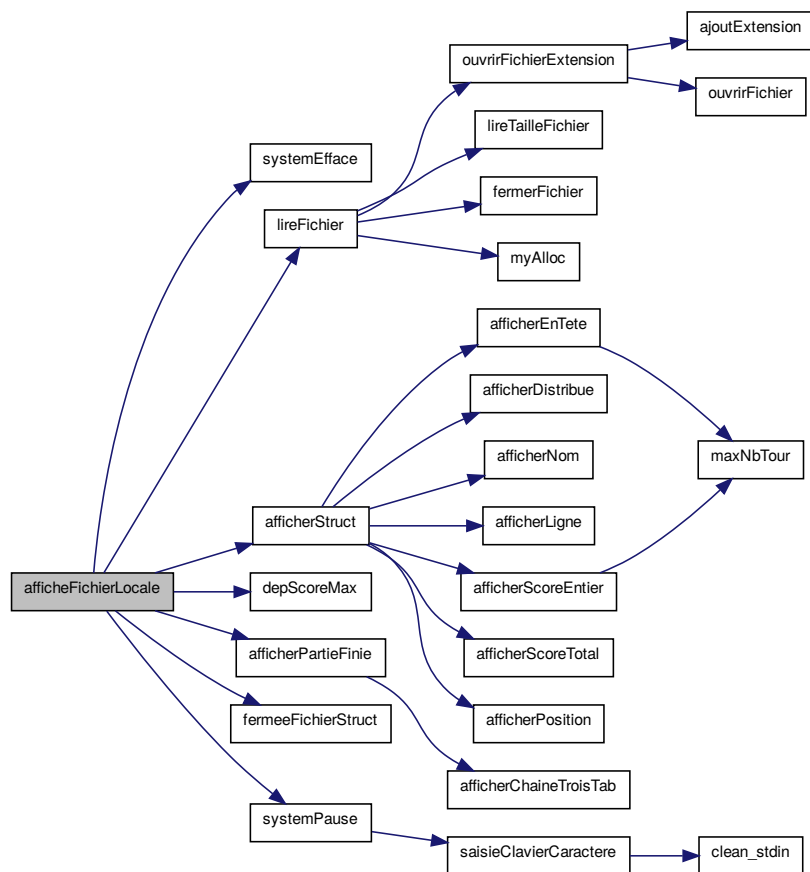 ajoutExtension
ouvrirFichierExtension
ouvrirFichier
lireTailleFichier
systemEfface
fermerFichier
lireFichier
myAlloc
afficherEnTete
afficherDistribue
afficherNom
maxNbTour
afficherStruct
afficherLigne
afficheFichierLocale
depScoreMax
afficherScoreEntier
afficherPartieFinie
afficherScoreTotal
fermeeFichierStruct
afficherPosition
afficherChaineTroisTab
systemPause
saisieClavierCaractere
clean_stdin